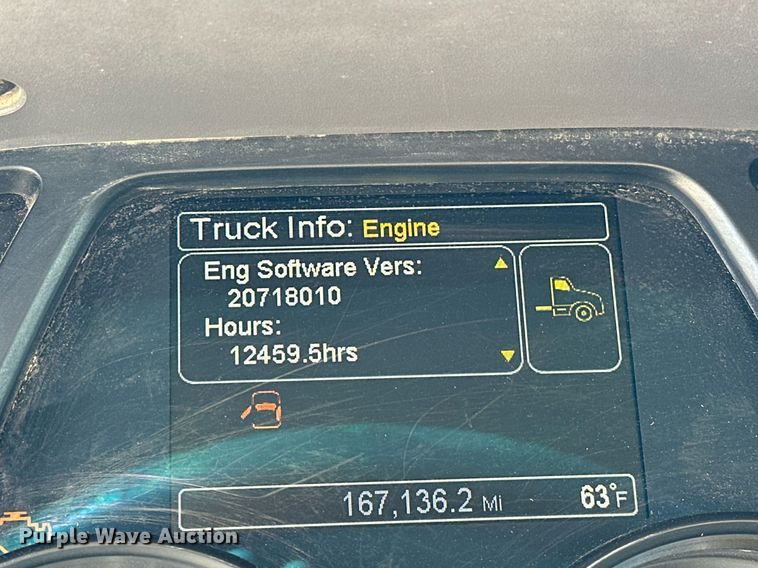 Truck Info: Engine
Eng Software Vers:
20718010
Hours:
12459.5hrs
167,136.2 Mi 63°F
Purple Wave Auction